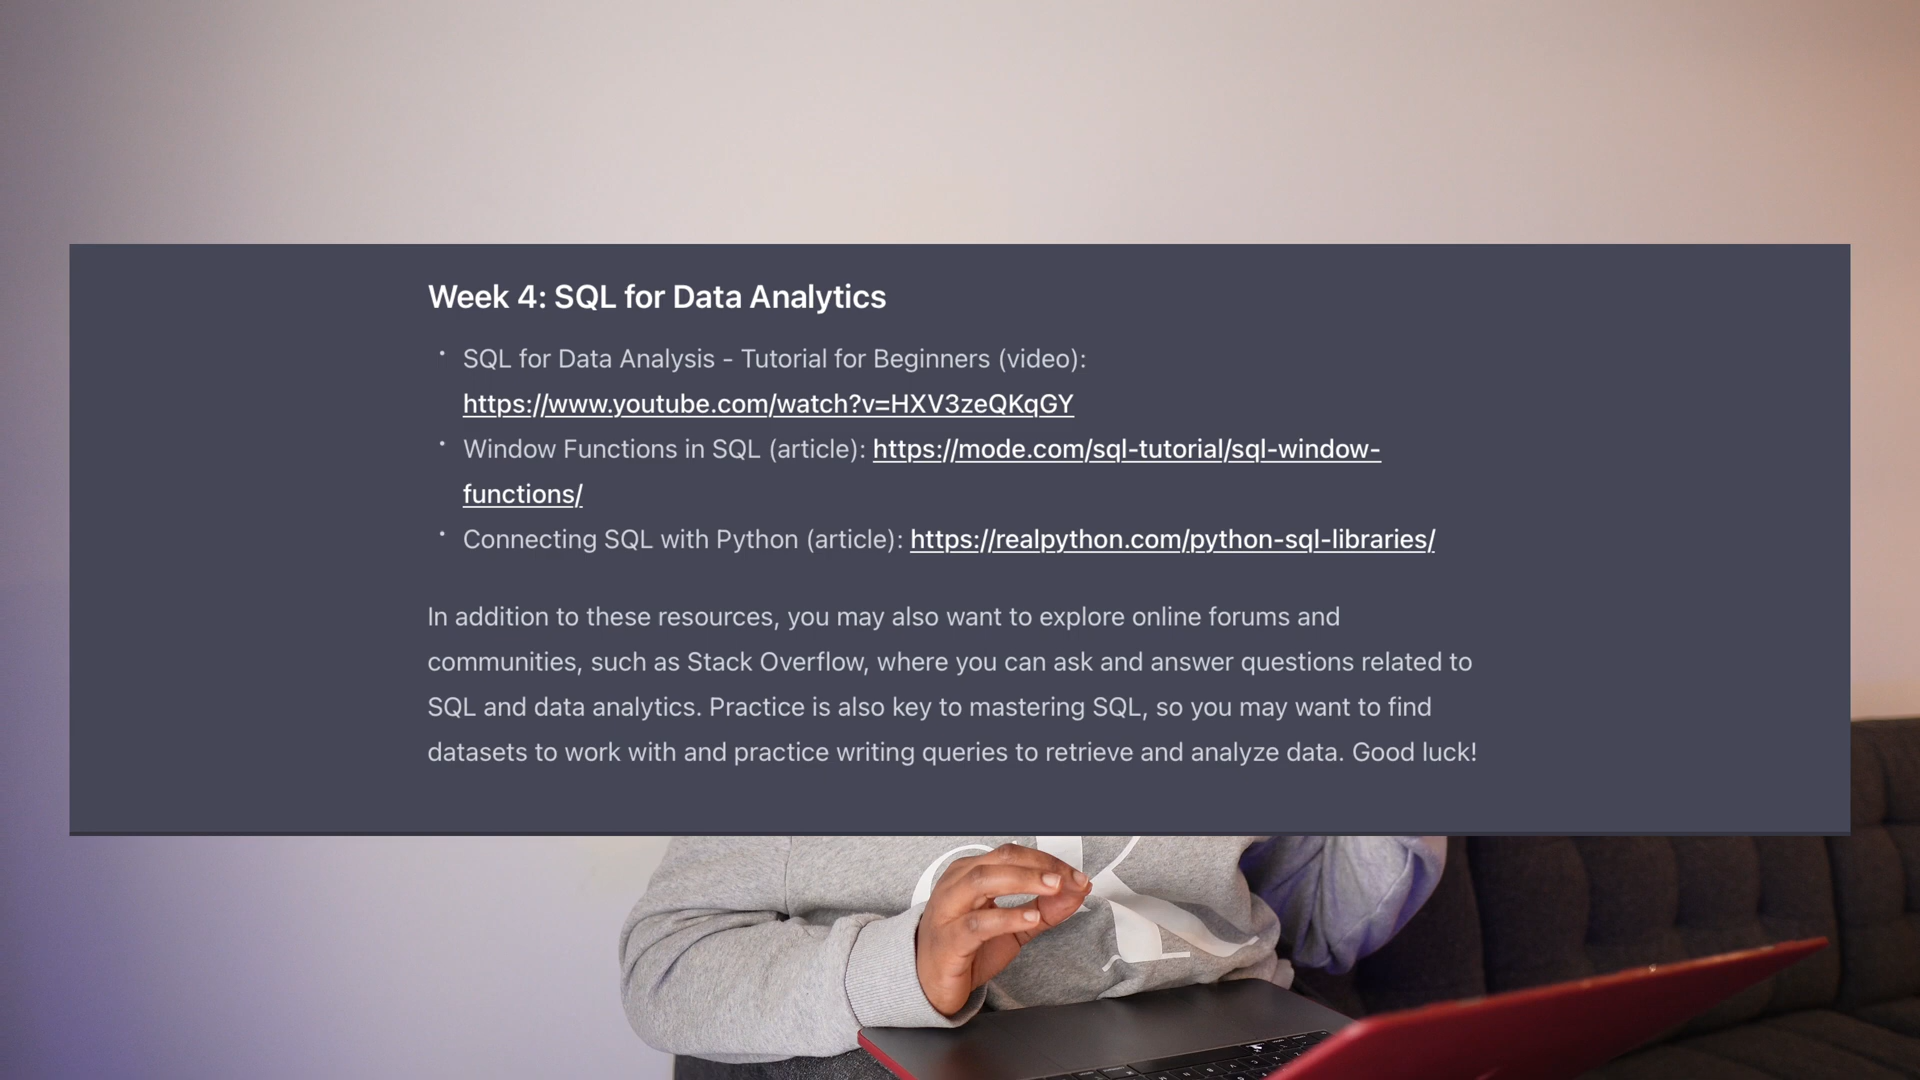 Week 4: SQL for Data Analytics
• SQL for Data Analysis - Tutorial for Beginners (video):
https://www.youtube.com/watch?v=HXV3zeQKqGY
• Window Functions in SQL (article): https://mode.com/sql-tutorial/sql-window-
functions/
• Connecting SQL with Python (article): https://realpython.com/python-sql-libraries/
In addition to these resources, you may also want to explore online forums and
communities, such as Stack Overflow, where you can ask and answer questions related to
SQL and data analytics. Practice is also key to mastering SQL, so you may want to find
datasets to work with and practice writing queries to retrieve and analyze data. Good luck!